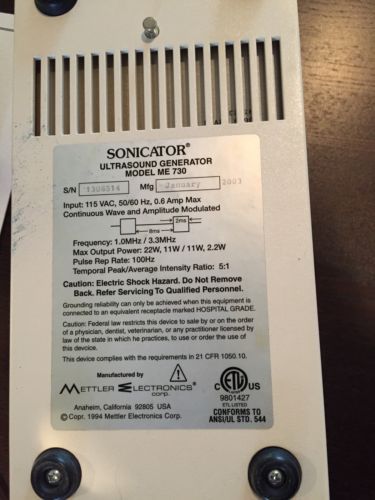 SONICATOR®
ULTRASOUND GENERATOR
MODEL ME 730
S/N 1306514 Mfg January 2003
Input: 115 VAC, 50/60 Hz, 0.6 Amp Max
Continuous Wave and Amplitude Modulated
2ms
8ms
Frequency: 1.0MHz / 3.3MHz
Max Output Power: 22W, 11W / 11W, 2.2W
Pulse Rep Rate: 100Hz
Temporal Peak/Average Intensity Ratio: 5:1
Caution: Electric Shock Hazard. Do Not Remove
Back. Refer Servicing To Qualified Personnel.
Grounding reliability can only be achieved when this equipment is
connected to an equivalent receptacle marked HOSPITAL GRADE.
Caution: Federal law restricts this device to sale by or on the order
of a physician, dentist, veterinarian, or any practitioner licensed by
law of the state in which he practices, to use or order the use of
this device.
This device complies with the requirements in 21 CFR 1050.10.
Manufactured by
METTLER ELECTRONICS®
corp.
Anaheim, California 92805 USA
© Copr. 1994 Mettler Electronics Corp.
C ETL US
9801427
ETL LISTED
CONFORMS TO
ANSI/UL STD. 544